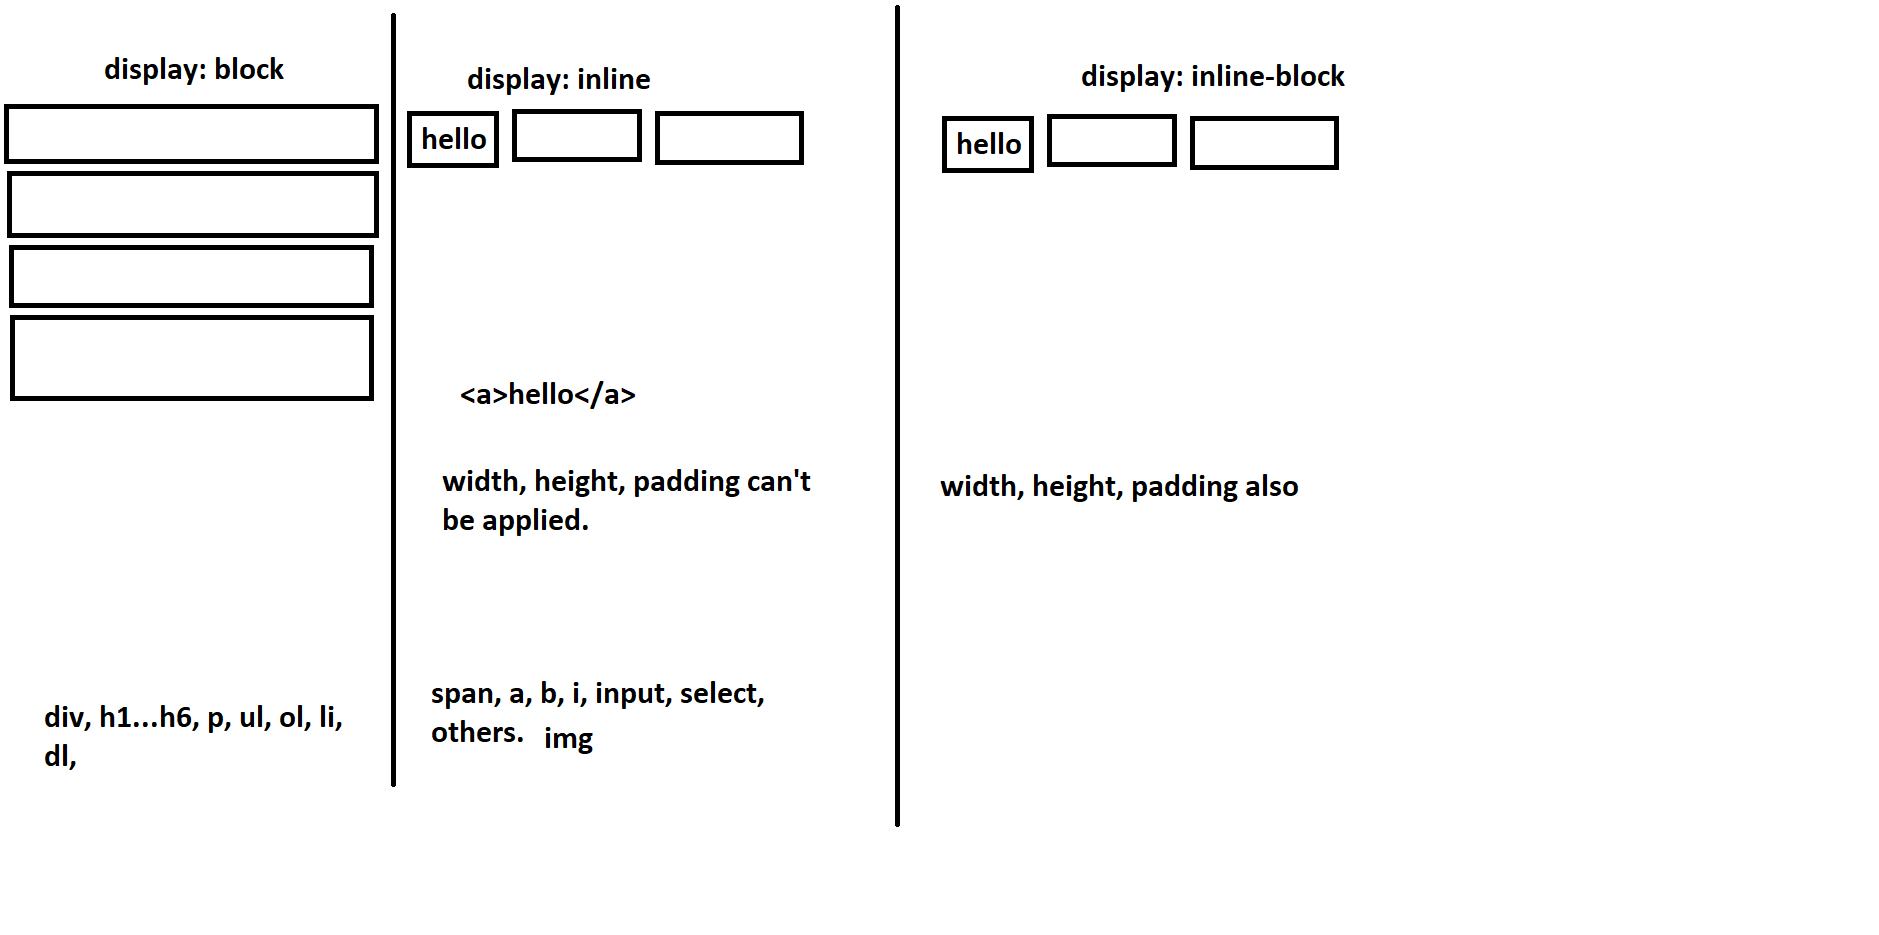 display: block
div, h1...h6, p, ul, ol, li,
dl,
display: inline
hello
<a>hello</a>
width, height, padding can't
be applied.
span, a, b, i, input, select,
others. img
display: inline-block
hello
width, height, padding also